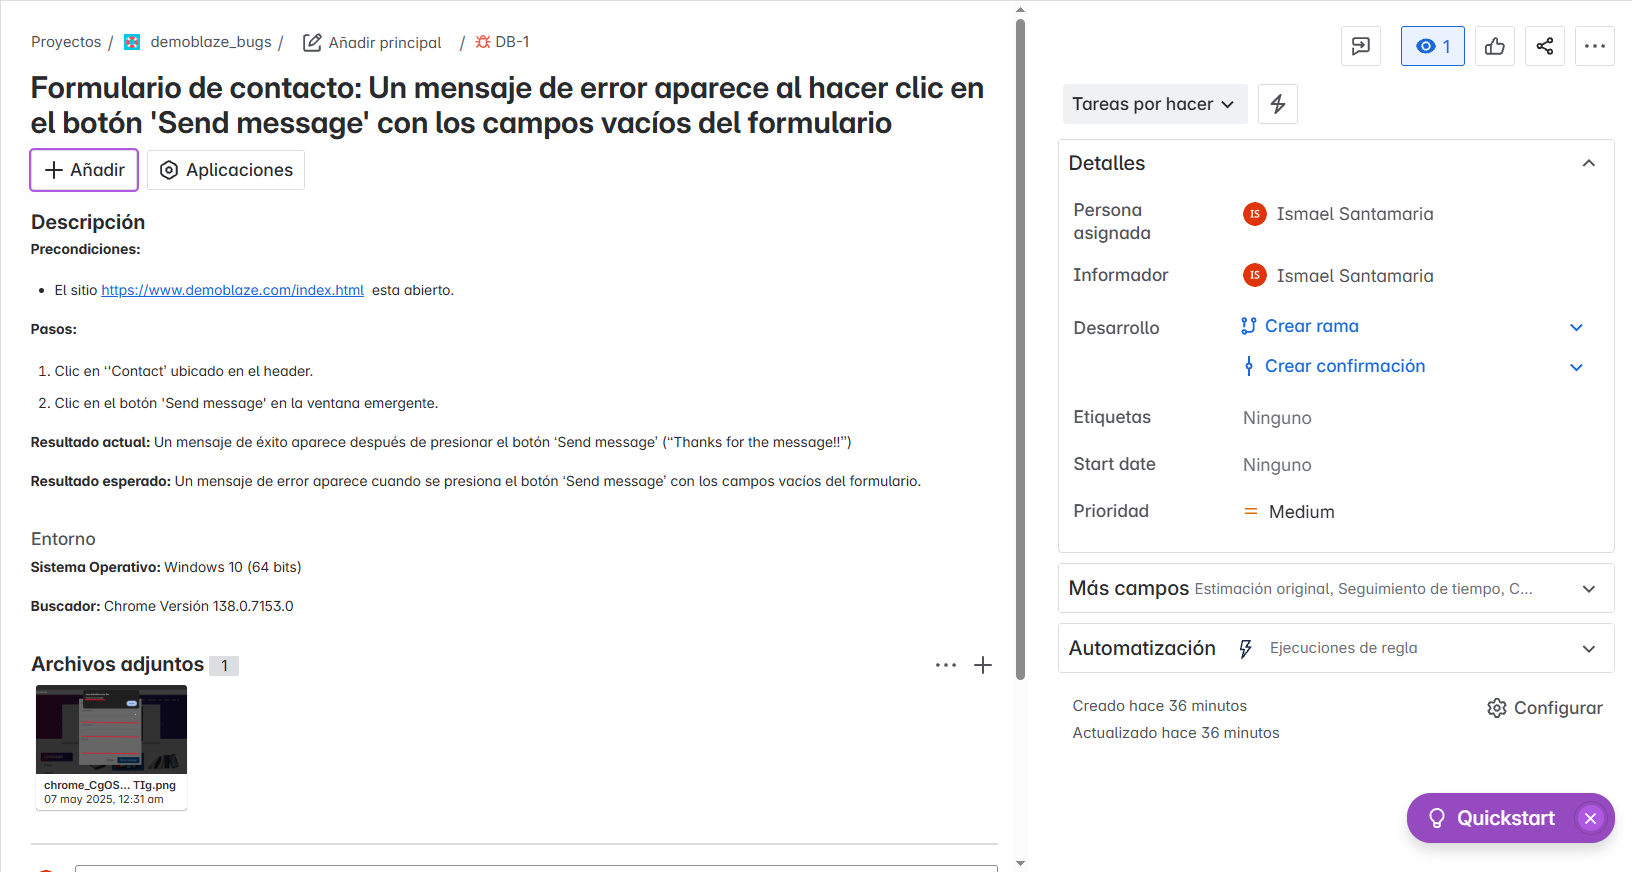 Proyectos / demoblaze_bugs / Añadir principal / DB-1
Formulario de contacto: Un mensaje de error aparece al hacer clic en
el botón 'Send message' con los campos vacíos del formulario
Añadir Aplicaciones
Descripción
Precondiciones:
• El sitio https://www.demoblaze.com/index.html esta abierto.
Pasos:
1. Clic en ‘'Contact’ ubicado en el header.
2. Clic en el botón 'Send message' en la ventana emergente.
Resultado actual: Un mensaje de éxito aparece después de presionar el botón ‘Send message’ (“Thanks for the message!!”)
Resultado esperado: Un mensaje de error aparece cuando se presiona el botón ‘Send message’ con los campos vacíos del formulario.
Entorno
Sistema Operativo: Windows 10 (64 bits)
Buscador: Chrome Versión 138.0.7153.0
Archivos adjuntos 1
chrome_CgOS... TIg.png
07 may 2025, 12:31 am
1
Tareas por hacer
Detalles
Persona
asignada
IS Ismael Santamaria
Informador
IS Ismael Santamaria
Desarrollo
Crear rama
Crear confirmación
Etiquetas Ninguno
Start date Ninguno
Prioridad Medium
Más campos Estimación original, Seguimiento de tiempo, C...
Automatización Ejecuciones de regla
Creado hace 36 minutos
Actualizado hace 36 minutos
Configurar
Quickstart